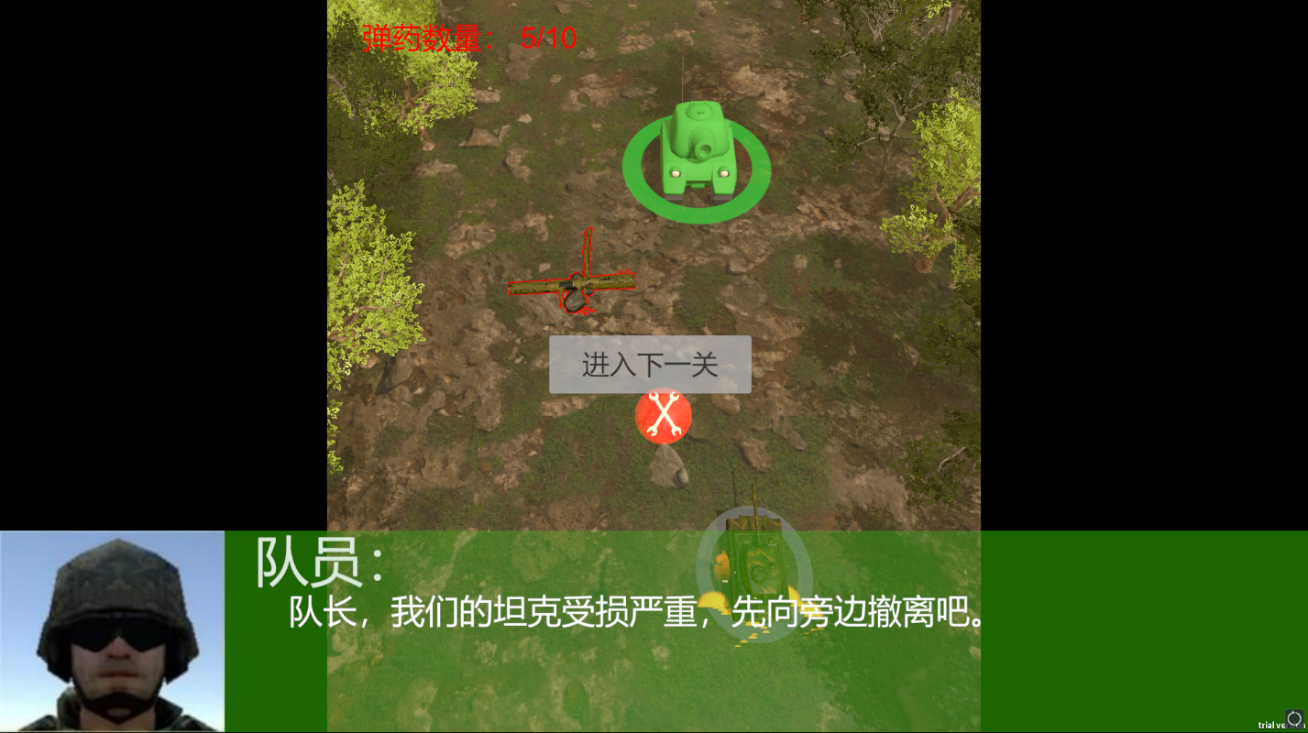 弹药数量： 5/10
进入下一关
队员：
队长，我们的坦克受损严重，先向旁边撤离吧。
trial